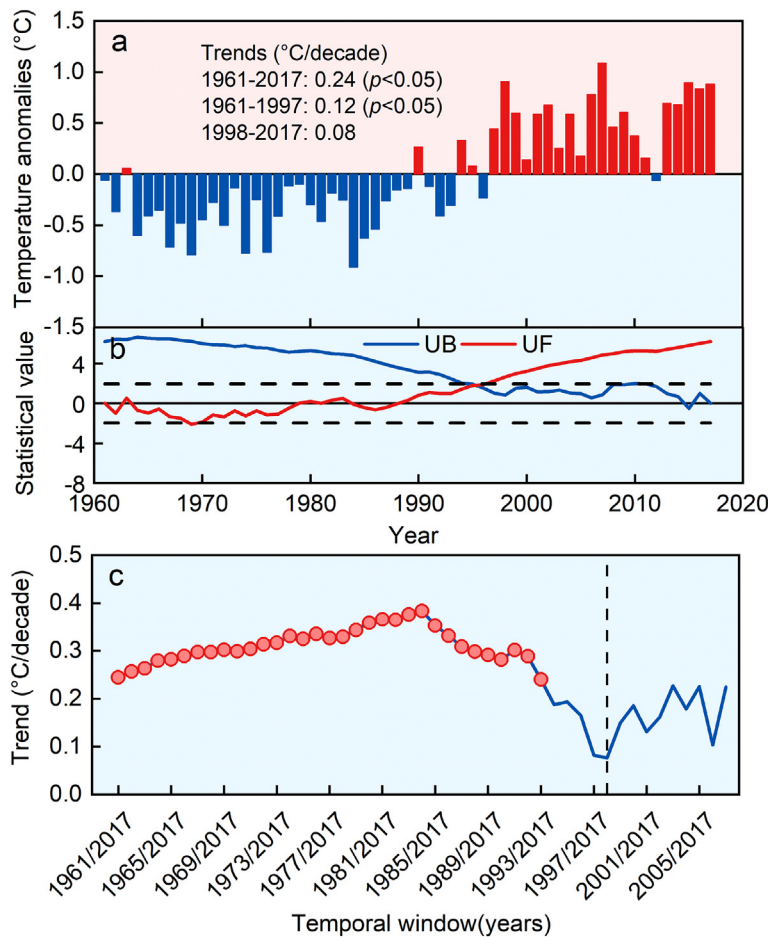 a
Temperature anomalies (°C)
1.5
1.0
0.5
0.0
-0.5
-1.0
-1.5
Trends (°C/decade)
1961-2017: 0.24 (p<0.05)
1961-1997: 0.12 (p<0.05)
1998-2017: 0.08
b
UB
UF
Statistical value
4
0
-4
-8
1960 1970 1980 1990 2000 2010 2020
Year
c
Trend (°C/decade)
0.5
0.4
0.3
0.2
0.1
0.0
1961/2017
1965/2017
1969/2017
1973/2017
1977/2017
1981/2017
1985/2017
1989/2017
1993/2017
1997/2017
2001/2017
2005/2017
Temporal window(years)